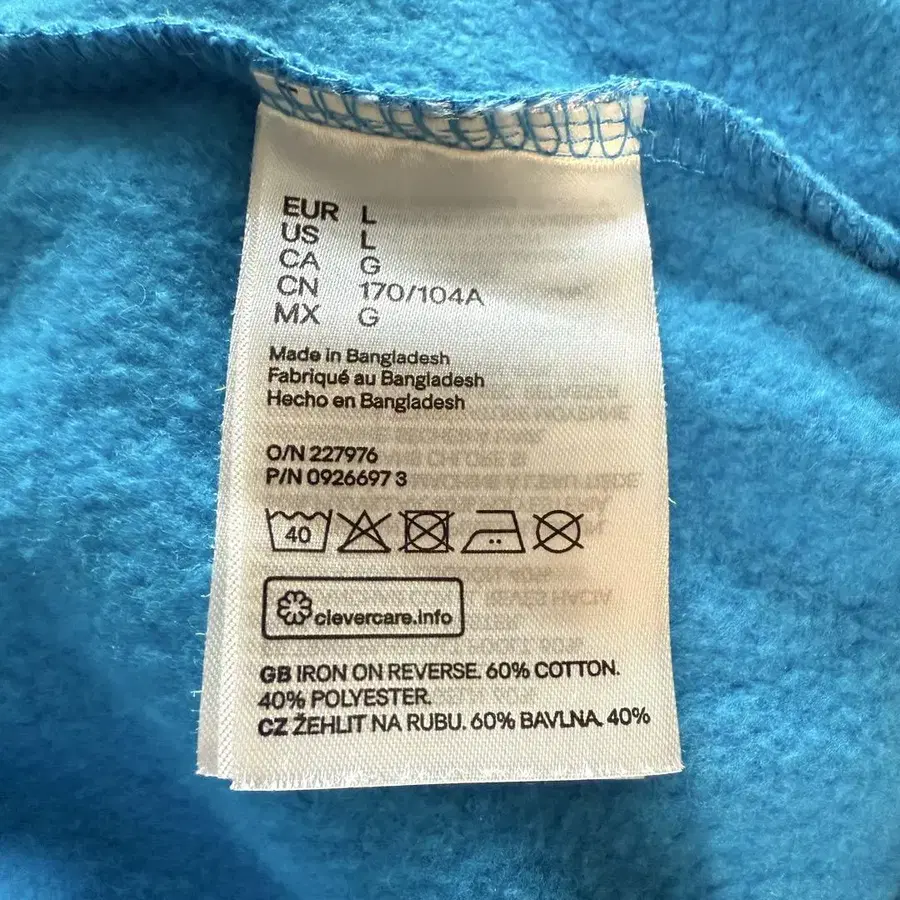 EUR L
US L
CA G
CN 170/104A
MX G
Made in Bangladesh
Fabriqué au Bangladesh
Hecho en Bangladesh
O/N 227976
P/N 0926697 3
40
clevercare.info
GB IRON ON REVERSE. 60% COTTON.
40% POLYESTER.
CZ ŽEHLIT NA RUBU. 60% BAVLNA. 40%